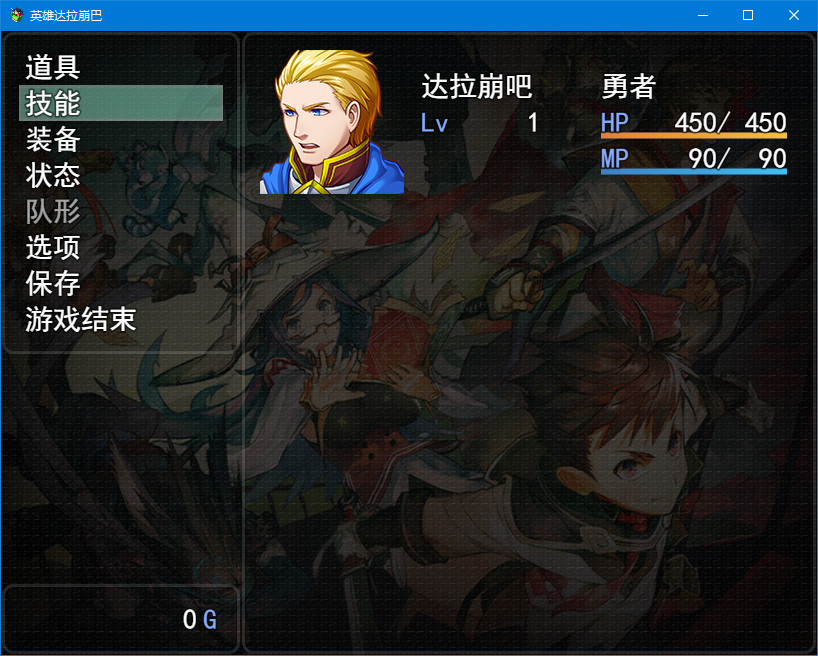 英雄达拉崩巴
道具
技能
装备
状态
队形
选项
保存
游戏结束
达拉崩吧 勇者
Lv 1 HP 450/ 450
MP 90/ 90
0 G